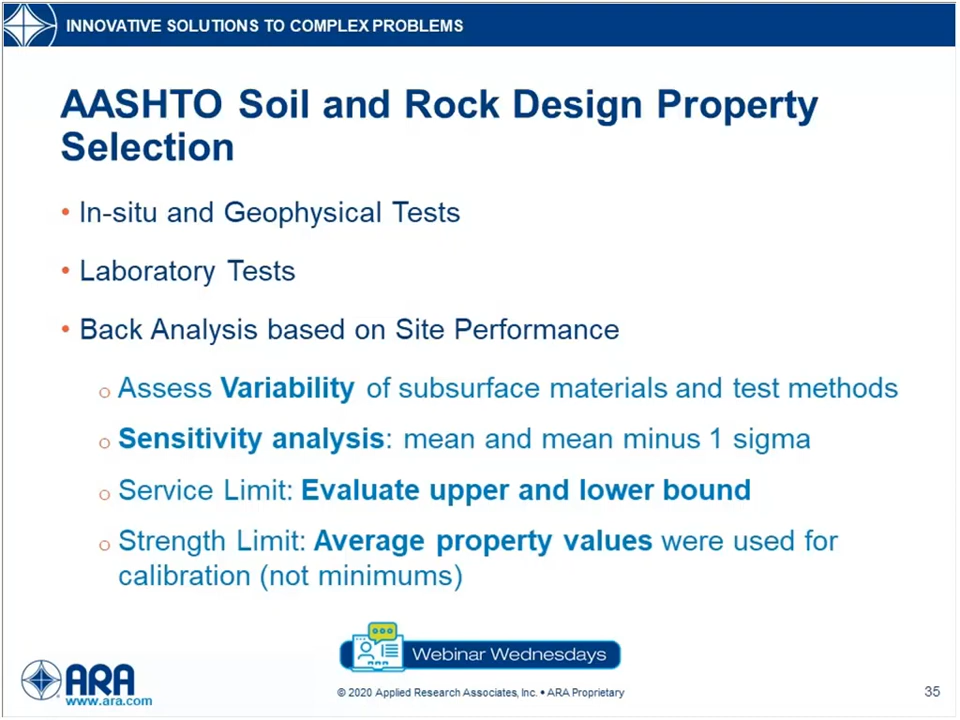 INNOVATIVE SOLUTIONS TO COMPLEX PROBLEMS
AASHTO Soil and Rock Design Property
Selection
• In-situ and Geophysical Tests
• Laboratory Tests
• Back Analysis based on Site Performance
o Assess Variability of subsurface materials and test methods
o Sensitivity analysis: mean and mean minus 1 sigma
o Service Limit: Evaluate upper and lower bound
o Strength Limit: Average property values were used for
calibration (not minimums)
ARA
Webinar Wednesdays
ARA
www.ara.com
© 2020 Applied Research Associates, Inc. • ARA Proprietary
35